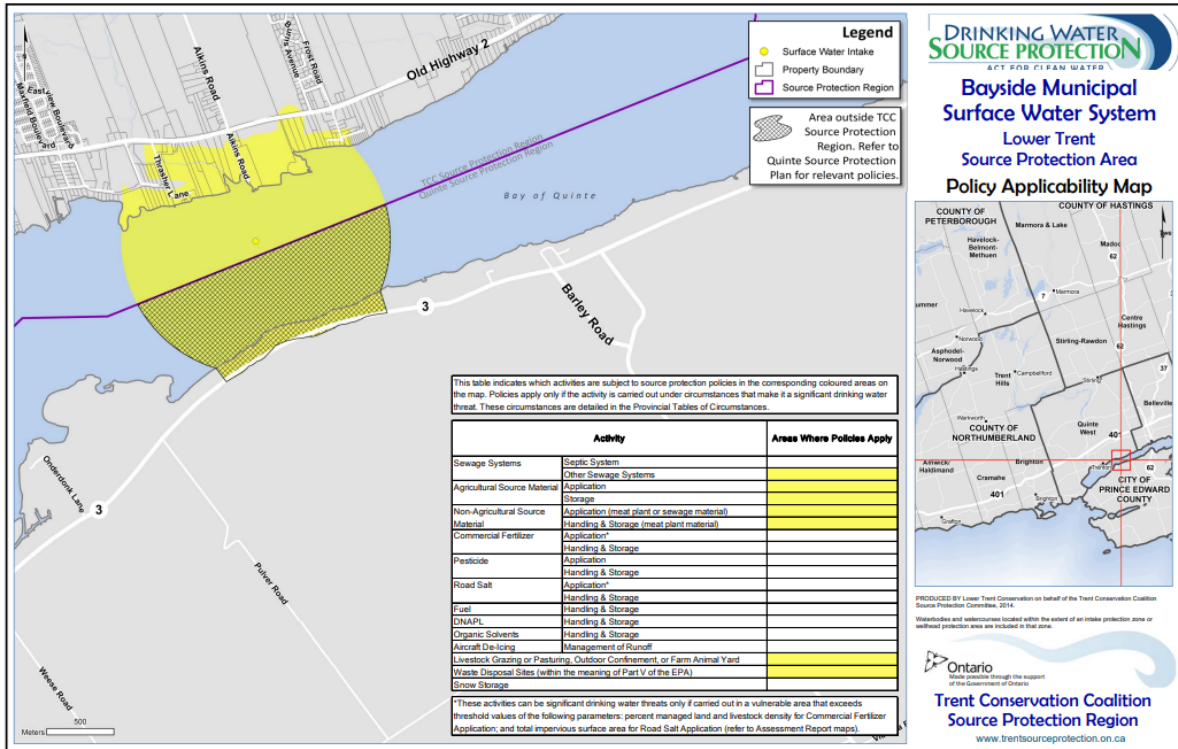 Legend
Surface Water Intake
Property Boundary
Source Protection Region
Area outside TCC
Source Protection
Region. Refer to
Quinte Source Protection
Plan for relevant policies.
Old Highway 2
Aikins Road
Aikins Road
Frost Road
Avenue
Eastview Boulevard
Maxfield Boulevard
Thrasher Lane
TCC Source Protection Region
Quinte Source Protection Region
Bay of Quinte
3
Barley Road
3
Onderdonk Lane
Pulver Road
Weese Road
500
Meters
This table indicates which activities are subject to source protection policies in the corresponding coloured areas on
the map. Policies apply only if the activity is carried out under circumstances that make it a significant drinking water
threat. These circumstances are detailed in the Provincial Tables of Circumstances.
Activity Areas Where Policies Apply
Sewage Systems Septic System
Other Sewage Systems
Agricultural Source Material Application
Storage
Non-Agricultural Source Application (meat plant or sewage material)
Material Handling & Storage (meat plant material)
Commercial Fertilizer Application*
Handling & Storage
Pesticide Application
Handling & Storage
Road Salt Application*
Handling & Storage
Fuel Handling & Storage
DNAPL Handling & Storage
Organic Solvents Handling & Storage
Aircraft De-Icing Management of Runoff
Livestock Grazing or Pasturing, Outdoor Confinement, or Farm Animal Yard
Waste Disposal Sites (within the meaning of Part V of the EPA)
Snow Storage
*These activities can be significant drinking water threats only if carried out in a vulnerable area that exceeds
threshold values of the following parameters: percent managed land and livestock density for Commercial Fertilizer
Application; and total impervious surface area for Road Salt Application (refer to Assessment Report maps).
DRINKING WATER
SOURCE PROTECTION
ACT FOR CLEAN WATER
Bayside Municipal
Surface Water System
Lower Trent
Source Protection Area
Policy Applicability Map
COUNTY OF
PETERBOROUGH
COUNTY OF HASTINGS
Marmora & Lake
Havelock-
Belmont-
Methuen
Madoc
62
7
Marmora
Havelock
Centre
Hastings
Norwood
Stirling-Rawdon
62
Asphodel-
Norwood
Hastings
Trent
Hills
Campbellford
Stirling
37
Belleville
Warkworth
COUNTY OF
NORTHUMBERLAND
Quinte
West
401
Alnwick/
Haldimand
Brighton
Trenton
62
Cramahe
401
CITY OF
PRINCE EDWARD
COUNTY
Brighton
Grafton
PRODUCED BY Lower Trent Conservation on behalf of the Trent Conservation Coalition
Source Protection Committee, 2014.
Waterbodies and watercourses located within the extent of an intake protection zone or
wellhead protection area are included in that zone.
Ontario
Made possible through the support
of the Government of Ontario
Trent Conservation Coalition
Source Protection Region
www.trentsourceprotection.on.ca